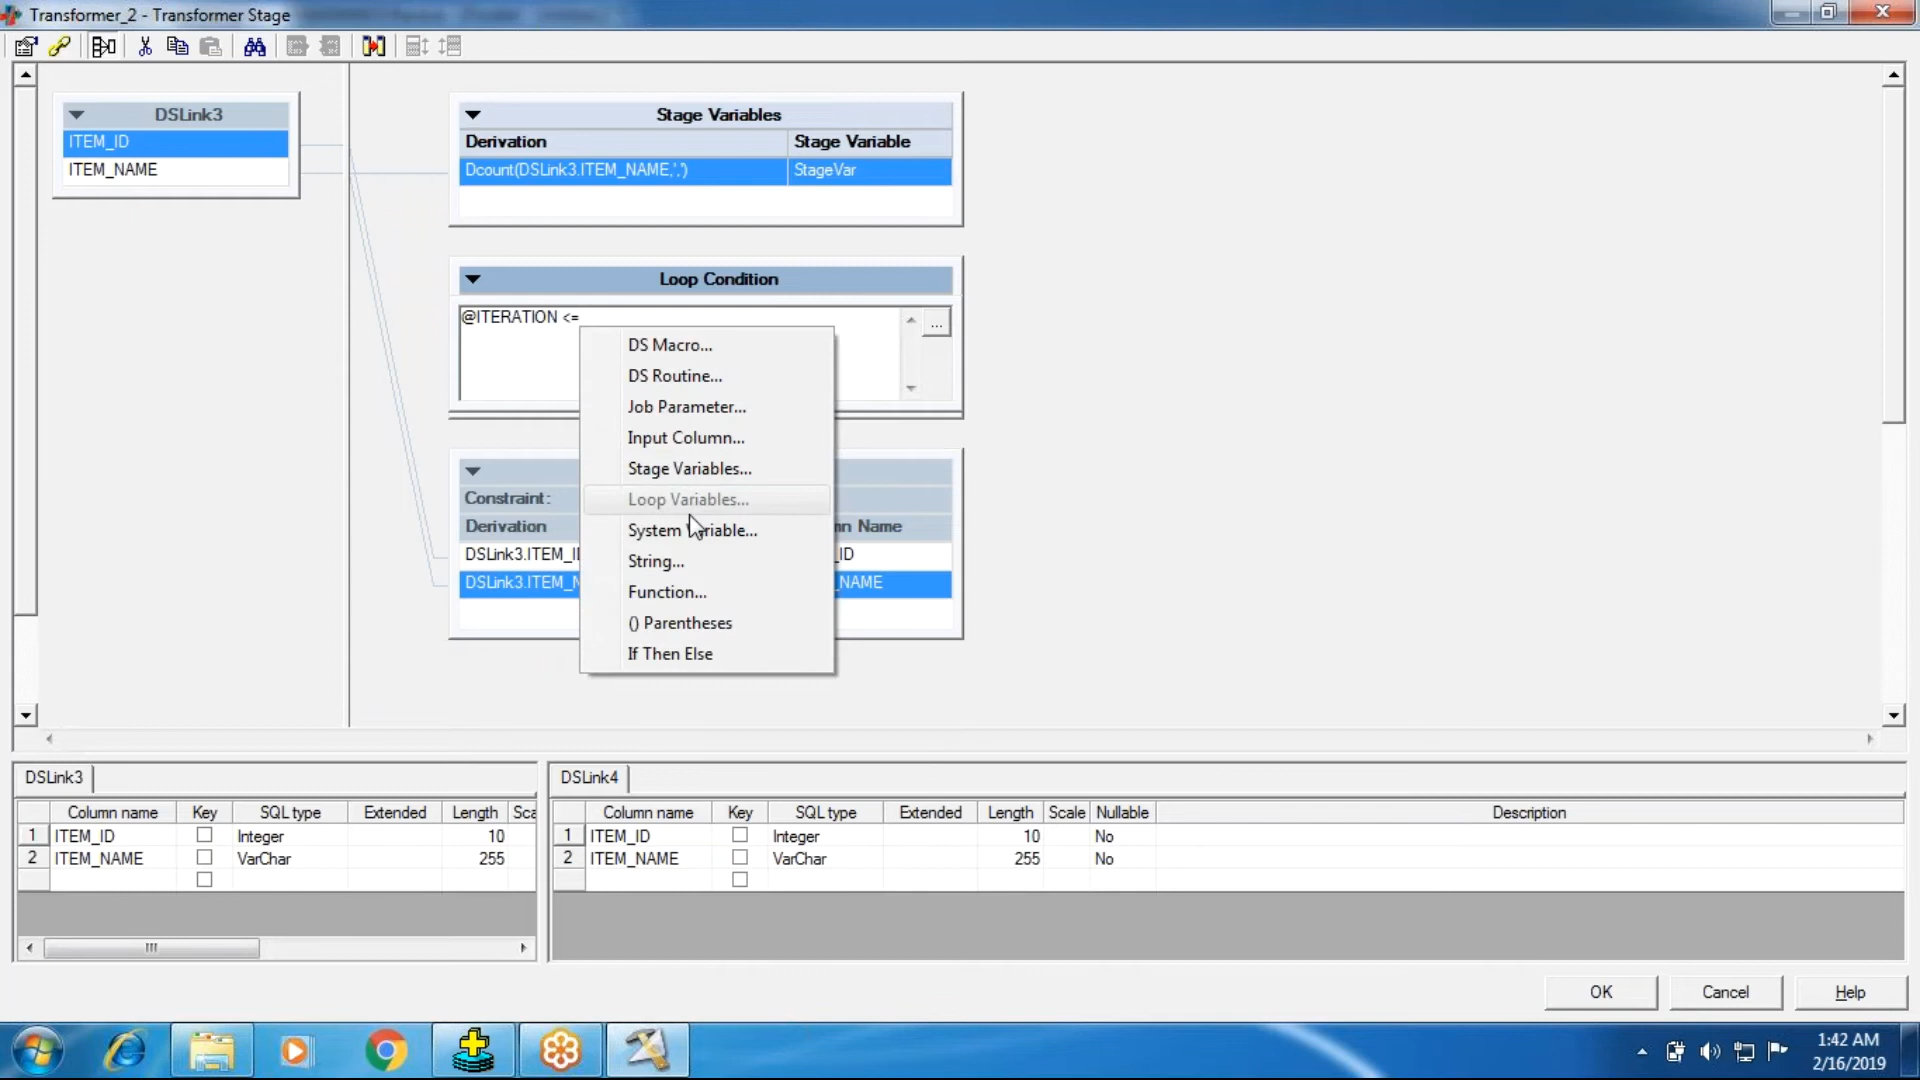 Transformer_2 - Transformer Stage
DSLink3
ITEM_ID
ITEM_NAME
Stage Variables
Derivation Stage Variable
Dcount(DSLink3.ITEM_NAME,',') StageVar
Loop Condition
@ITERATION <=
...
DS Macro...
DS Routine...
Job Parameter...
Input Column...
Stage Variables...
Loop Variables...
System Variable...
String...
Function...
() Parentheses
If Then Else
Constraint:
Derivation Name
DSLink3.ITEM_I _ID
DSLink3.ITEM_N _NAME
DSLink3
Column name Key SQL type Extended Length Sca
1 ITEM_ID Integer 10
2 ITEM_NAME VarChar 255
DSLink4
Column name Key SQL type Extended Length Scale Nullable Description
1 ITEM_ID Integer 10 No
2 ITEM_NAME VarChar 255 No
OK Cancel Help
1:42 AM
2/16/2019